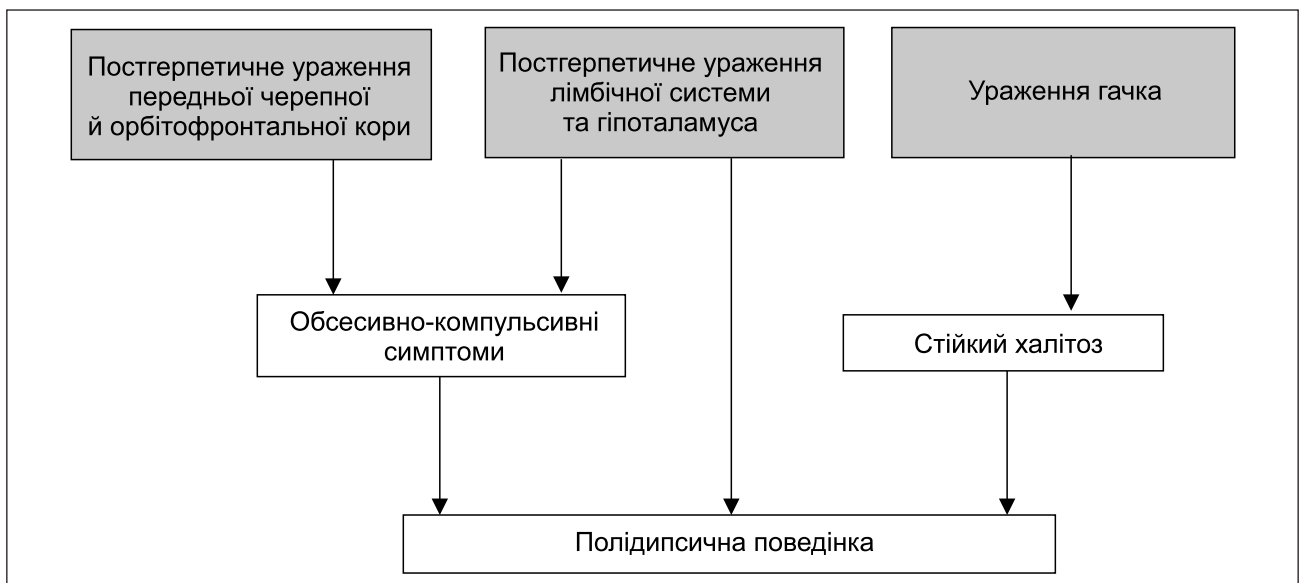 Постгерпетичне ураження
передньої черепної
й орбітофронтальної кори
Постгерпетичне ураження
лімбічної системи
та гіпоталамуса
Ураження гачка
Обсесивно-компульсивні
симптоми
Стійкий халітоз
Полідипсична поведінка